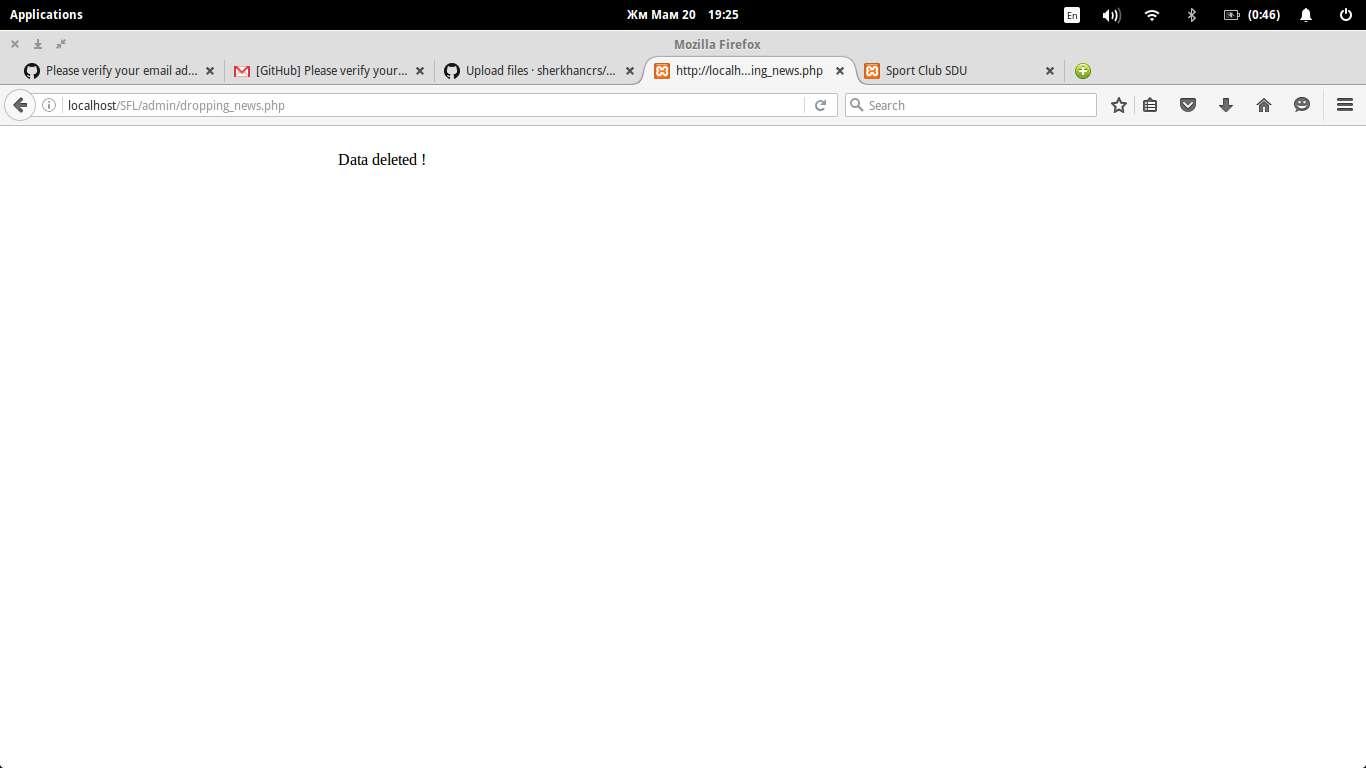 Applications
Жм Мам 20 19:25
En
(0:46)
Mozilla Firefox
Please verify your email ad...
[GitHub] Please verify your...
Upload files · sherkhancrs/...
http://localh...ing_news.php
Sport Club SDU
localhost/SFL/admin/dropping_news.php
Search
Data deleted !